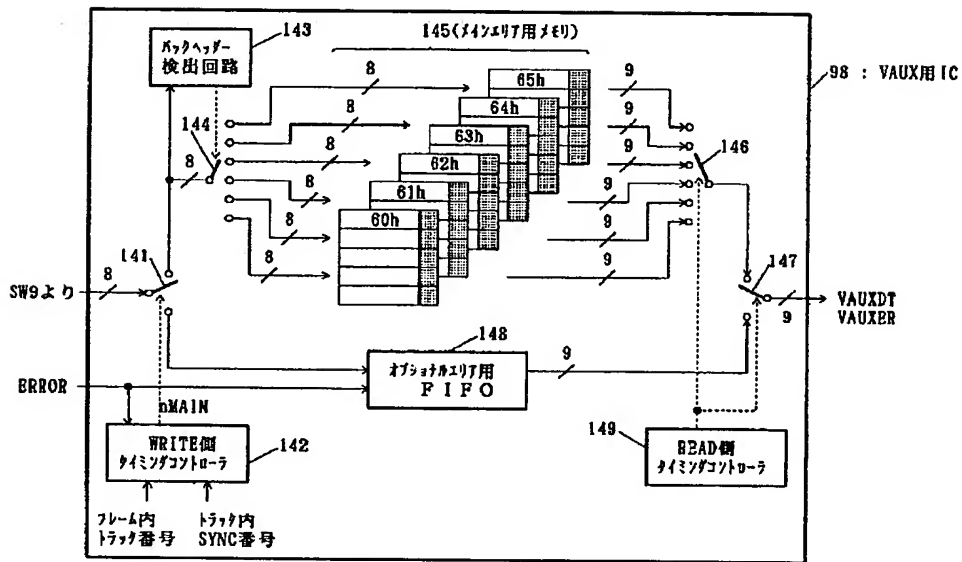 143
145(メインエリア用メモリ)
パックヘッダー
検出回路
98 : VAUX用IC
8
65h
9
8
64h
9
144
63h
9
8
62h
146
8
8
61h
9
60h
9
8
141
8
9
147
SW9より
VAUXDT
9
VAUXER
148
オプショナルエリア用
FIFO
9
ERROR
nMAIN
149
WRITE側
タイミングコントローラ
142
READ側
タイミングコントローラ
フレーム内
トラック番号
トラック内
SYNC番号